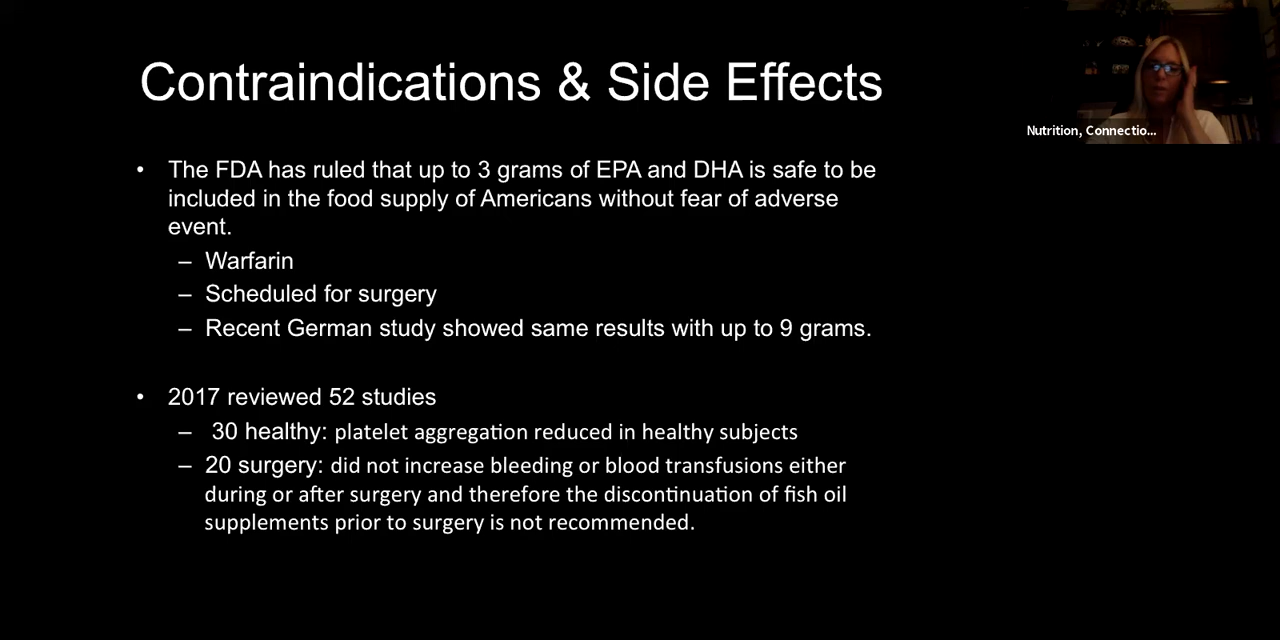 Contraindications & Side Effects
Nutrition, Connectio...
• The FDA has ruled that up to 3 grams of EPA and DHA is safe to be
included in the food supply of Americans without fear of adverse
event.
– Warfarin
– Scheduled for surgery
– Recent German study showed same results with up to 9 grams.
• 2017 reviewed 52 studies
– 30 healthy: platelet aggregation reduced in healthy subjects
– 20 surgery: did not increase bleeding or blood transfusions either
during or after surgery and therefore the discontinuation of fish oil
supplements prior to surgery is not recommended.